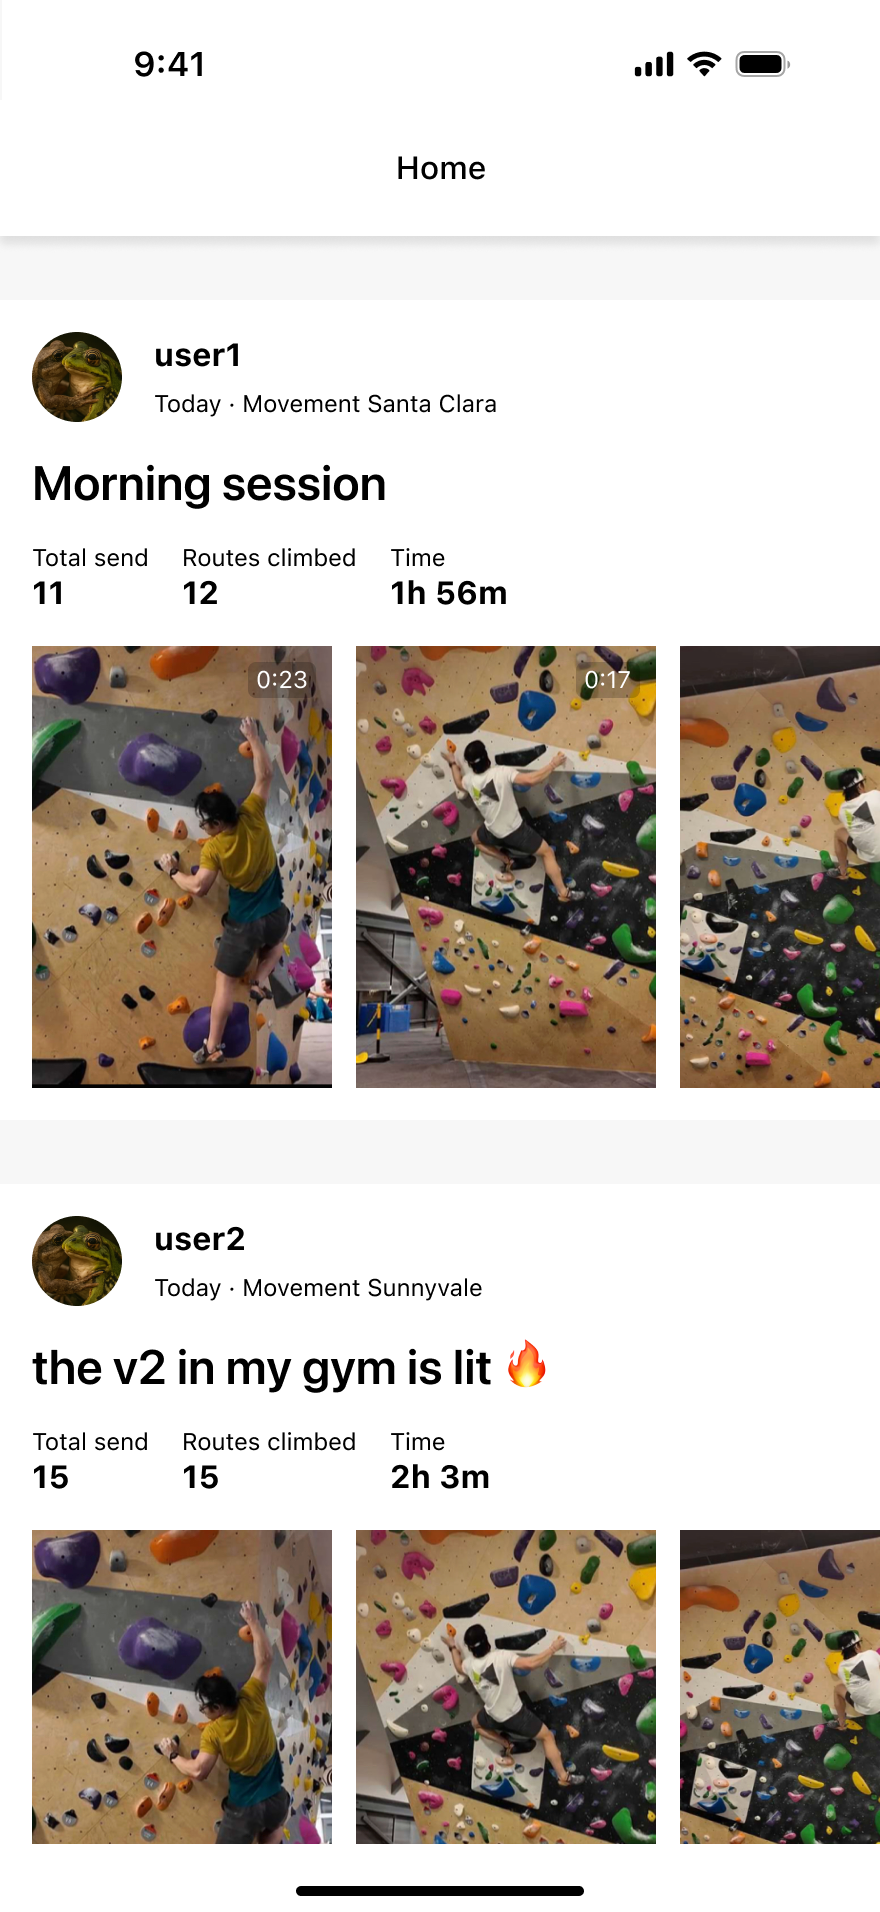 9:41
Home
user1
Today · Movement Santa Clara
Morning session
Total send Routes climbed Time
11 12 1h 56m
0:23 0:17
user2
Today · Movement Sunnyvale
the v2 in my gym is lit 🔥
Total send Routes climbed Time
15 15 2h 3m